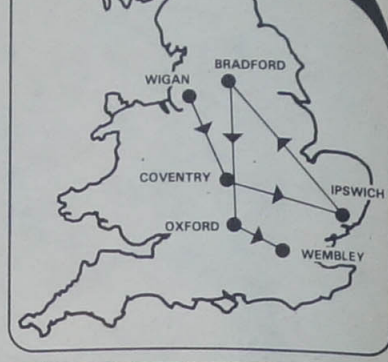 BRADFORD
WIGAN
COVENTRY
IPSWICH
OXFORD
WEMBLEY